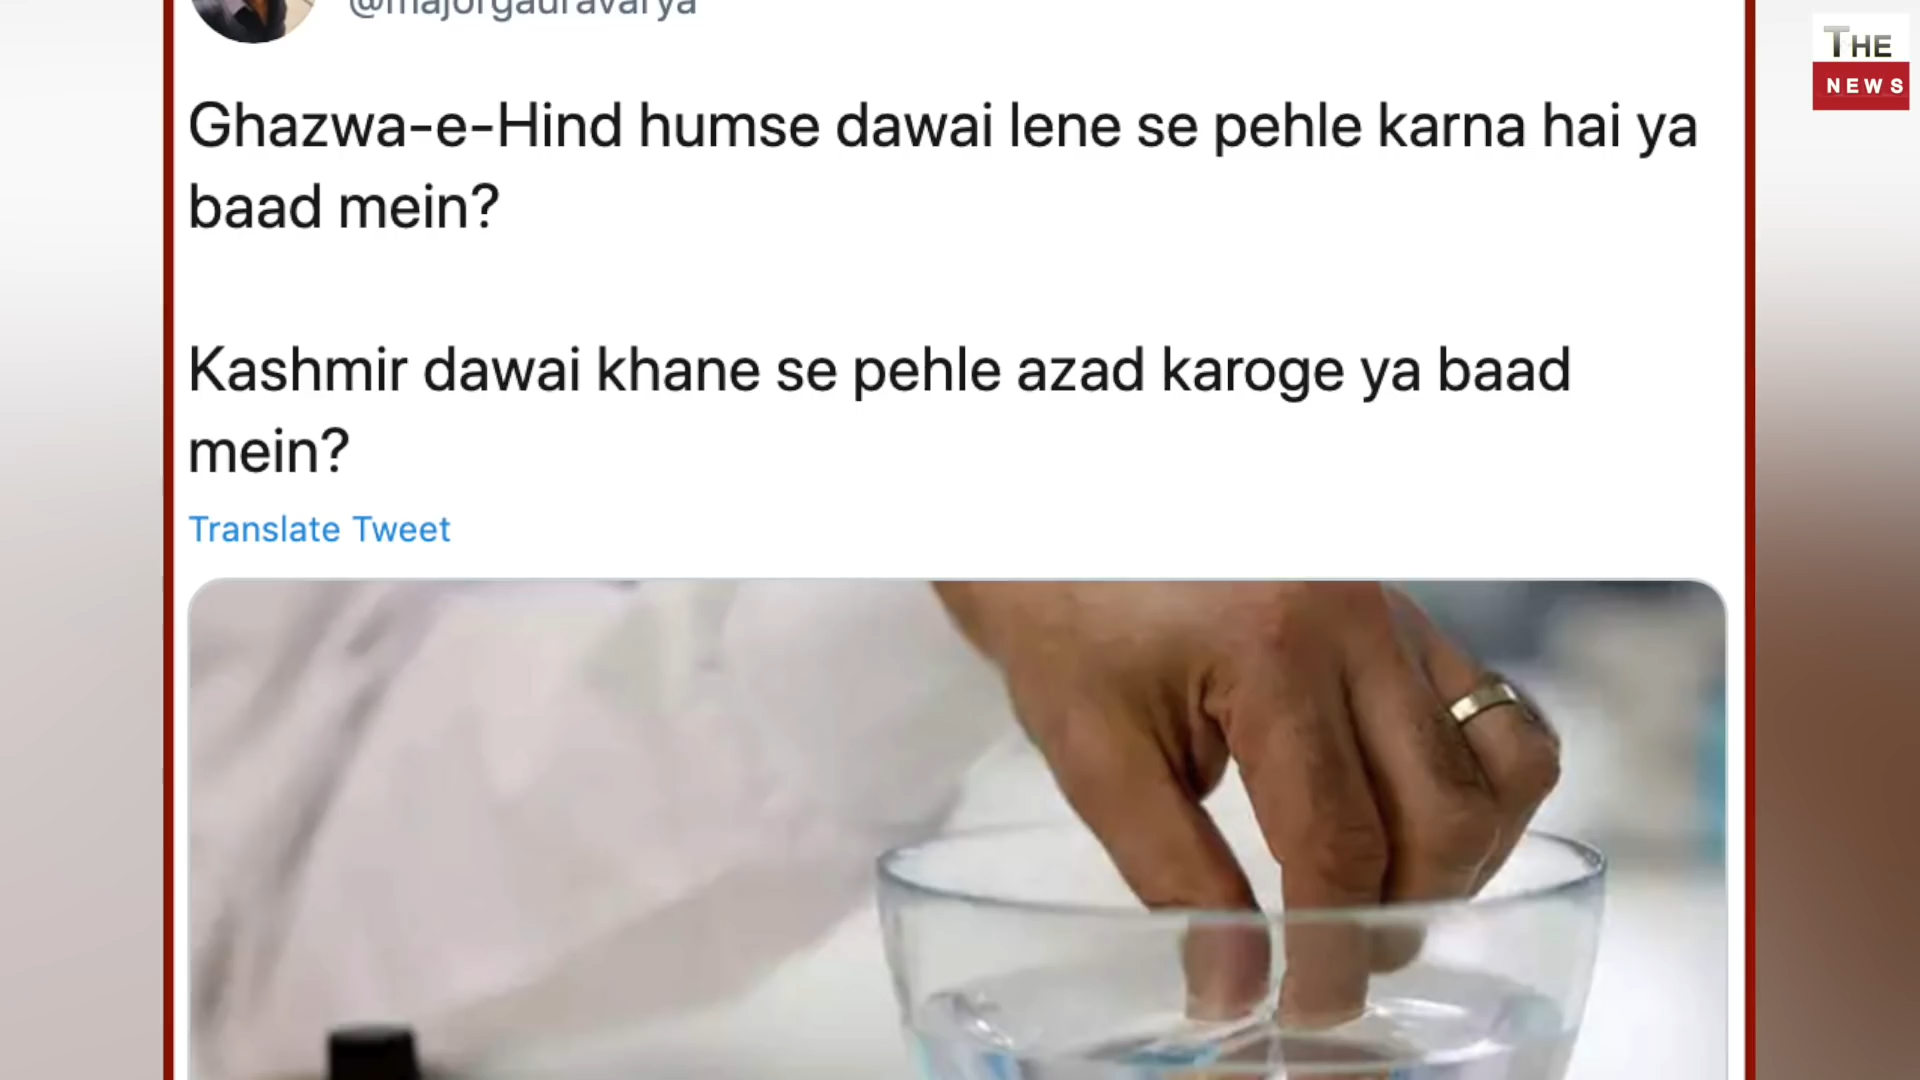 @majorgauravarya
THE
NEWS
Ghazwa-e-Hind humse dawai lene se pehle karna hai ya
baad mein?
Kashmir dawai khane se pehle azad karoge ya baad
mein?
Translate Tweet